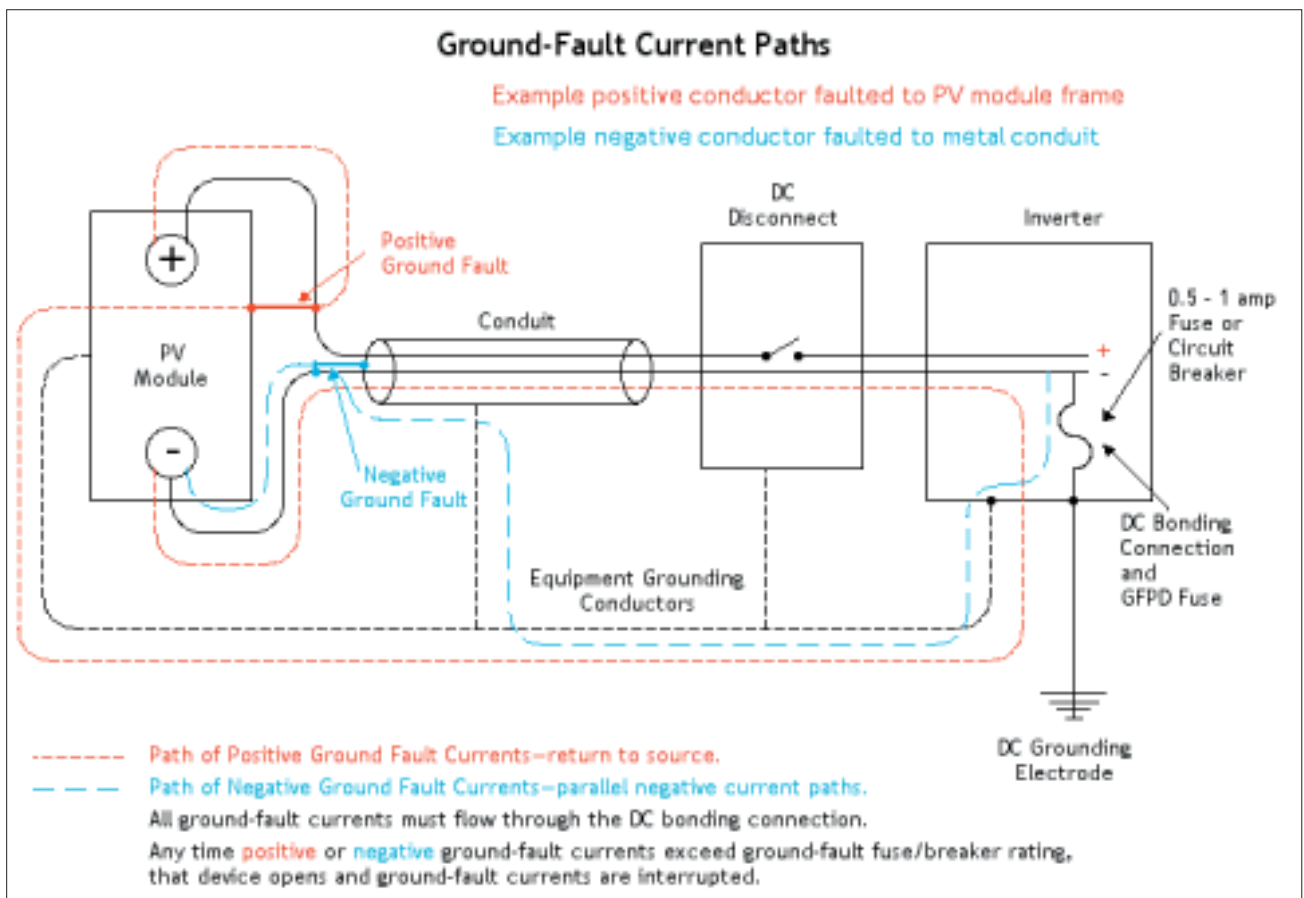 Ground-Fault Current Paths
Example positive conductor faulted to PV module frame
Example negative conductor faulted to metal conduit
DC
Disconnect
Inverter
+
Positive
Ground Fault
0.5 - 1 amp
Fuse or
Circuit
Breaker
Conduit
PV
Module
+
-
-
Negative
Ground Fault
DC Bonding
Connection
and
GFPD Fuse
Equipment Grounding
Conductors
DC Grounding
Electrode
Path of Positive Ground Fault Currents—return to source.
Path of Negative Ground Fault Currents—parallel negative current paths.
All ground-fault currents must flow through the DC bonding connection.
Any time positive or negative ground-fault currents exceed ground-fault fuse/breaker rating,
that device opens and ground-fault currents are interrupted.